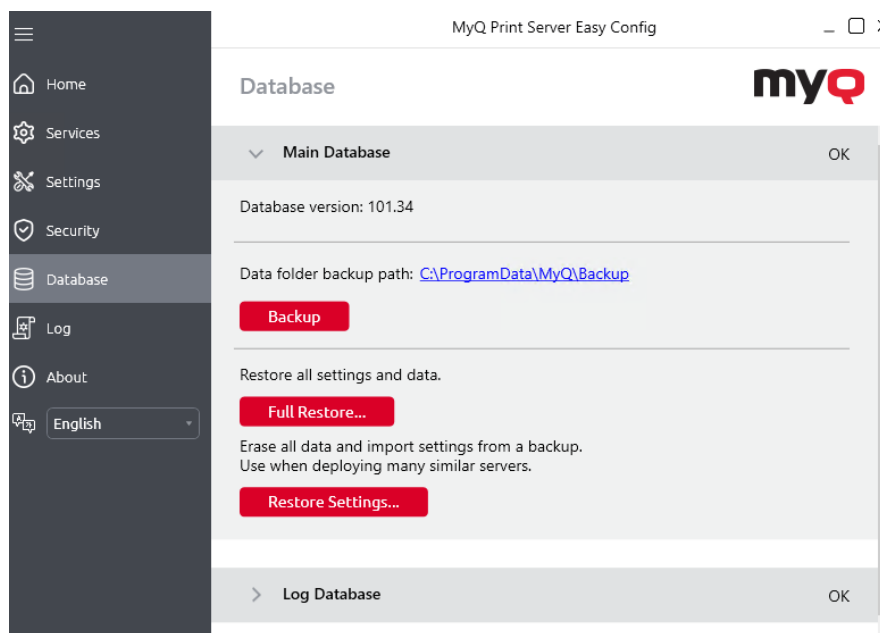 MyQ Print Server Easy Config
Home
Services
Settings
Security
Database
Log
About
English
Database
myQ
Main Database
OK
Database version: 101.34
Data folder backup path: C:\ProgramData\MyQ\Backup
Backup
Restore all settings and data.
Full Restore...
Erase all data and import settings from a backup.
Use when deploying many similar servers.
Restore Settings...
Log Database
OK